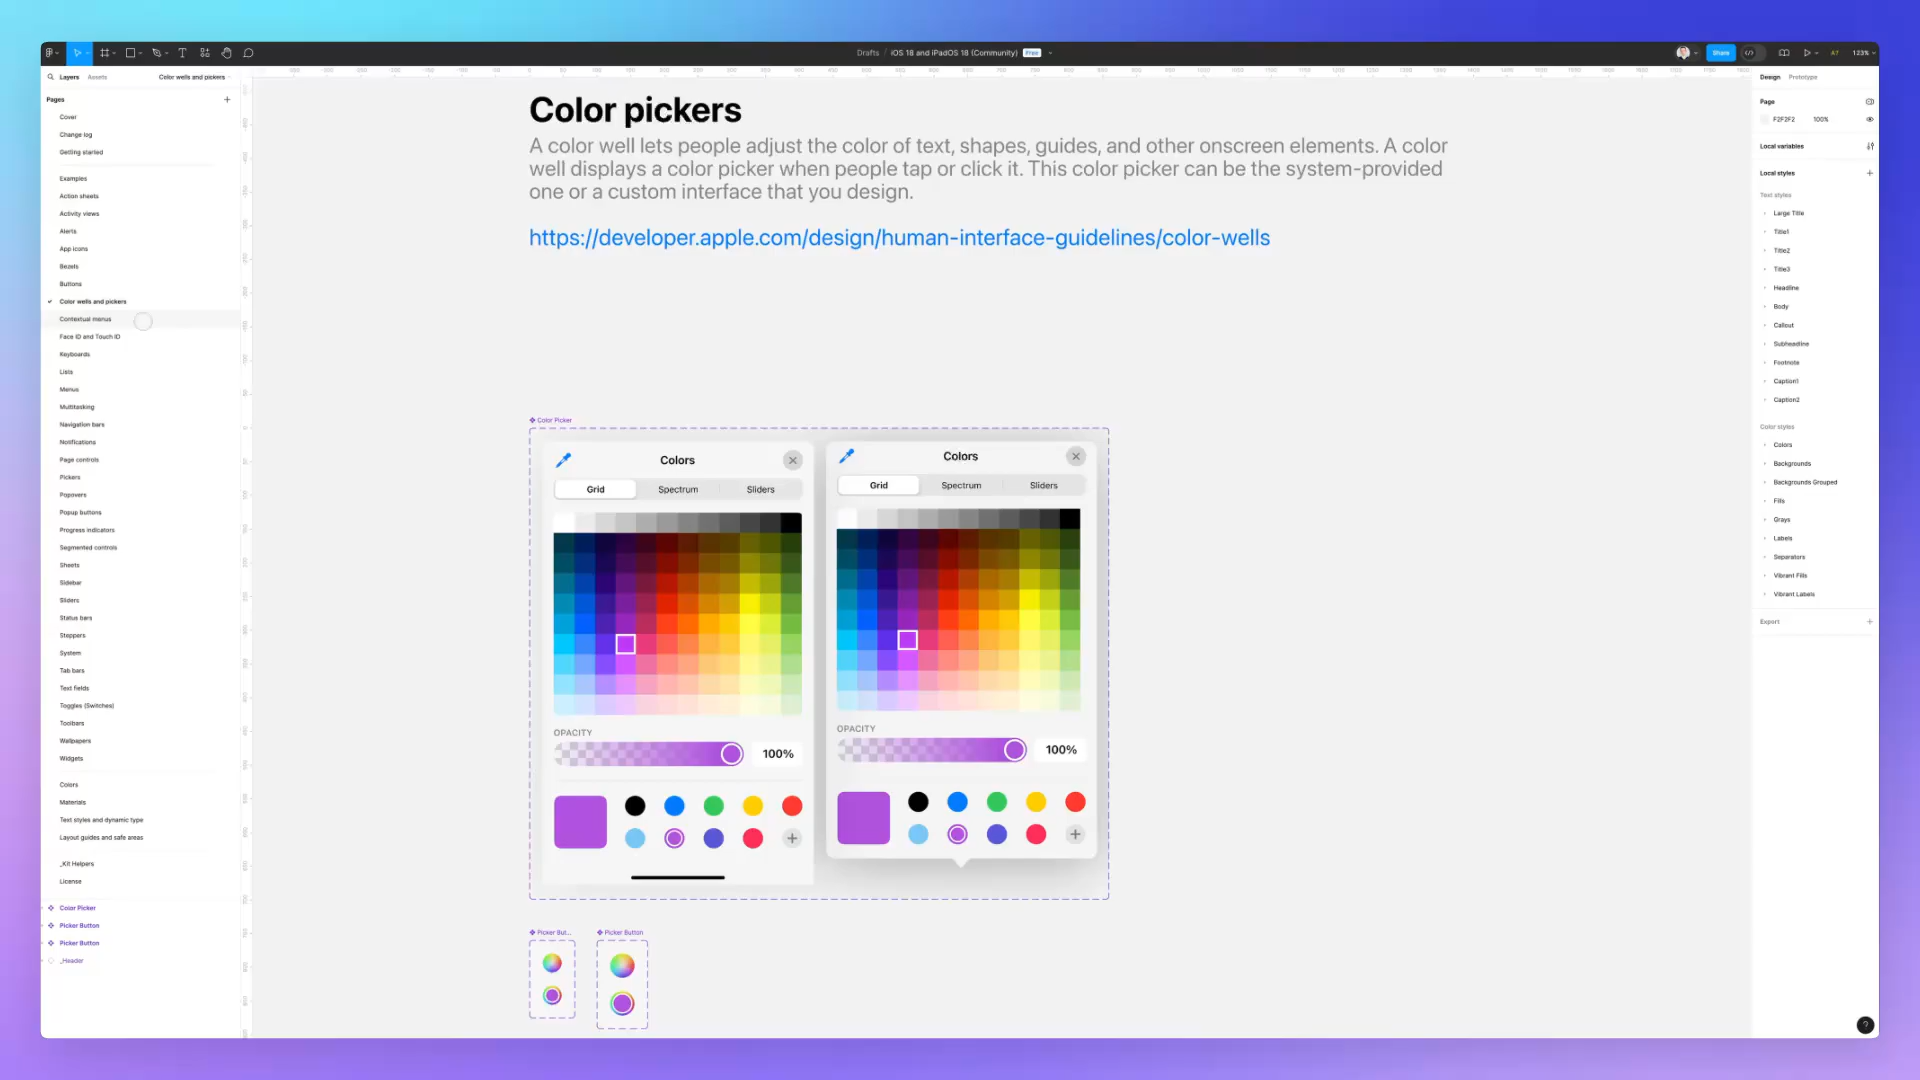 Drafts / iOS 18 and iPadOS 18 (Community) Free
Share
A?
123%
Layers Assets Color wells and pickers
Pages
Cover
Change log
Getting started
Examples
Action sheets
Activity views
Alerts
App icons
Bezels
Buttons
Color wells and pickers
Contextual menus
Face ID and Touch ID
Keyboards
Lists
Menus
Multitasking
Navigation bars
Notifications
Page controls
Pickers
Popovers
Popup buttons
Progress indicators
Segmented controls
Sheets
Sidebar
Sliders
Status bars
Steppers
System
Tab bars
Text fields
Toggles (Switches)
Toolbars
Wallpapers
Widgets
Colors
Materials
Text styles and dynamic type
Layout guides and safe areas
_Kit Helpers
License
Color Picker
Picker Button
Picker Button
_Header
Color pickers
A color well lets people adjust the color of text, shapes, guides, and other onscreen elements. A color
well displays a color picker when people tap or click it. This color picker can be the system-provided
one or a custom interface that you design.
https://developer.apple.com/design/human-interface-guidelines/color-wells
Color Picker
Colors
Grid Spectrum Sliders
OPACITY
100%
Colors
Grid Spectrum Sliders
OPACITY
100%
Picker But...
Picker Button
Design Prototype
Page
F2F2F2 100%
Local variables
Local styles
Text styles
Large Title
Title1
Title2
Title3
Headline
Body
Callout
Subheadline
Footnote
Caption1
Caption2
Color styles
Colors
Backgrounds
Backgrounds Grouped
Fills
Grays
Labels
Separators
Vibrant Fills
Vibrant Labels
Export
?